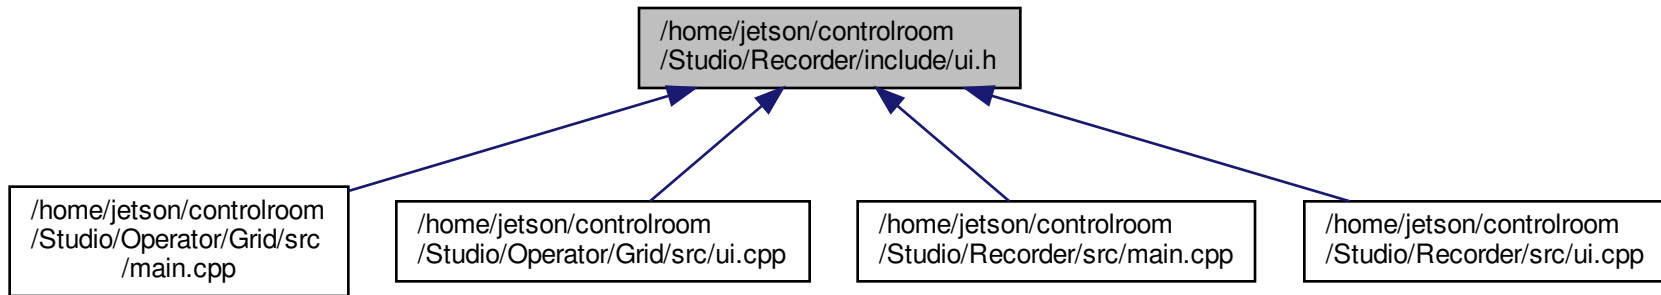 /home/jetson/controlroom
/Studio/Recorder/include/ui.h
/home/jetson/controlroom
/Studio/Operator/Grid/src
/main.cpp
/home/jetson/controlroom
/Studio/Operator/Grid/src/ui.cpp
/home/jetson/controlroom
/Studio/Recorder/src/main.cpp
/home/jetson/controlroom
/Studio/Recorder/src/ui.cpp